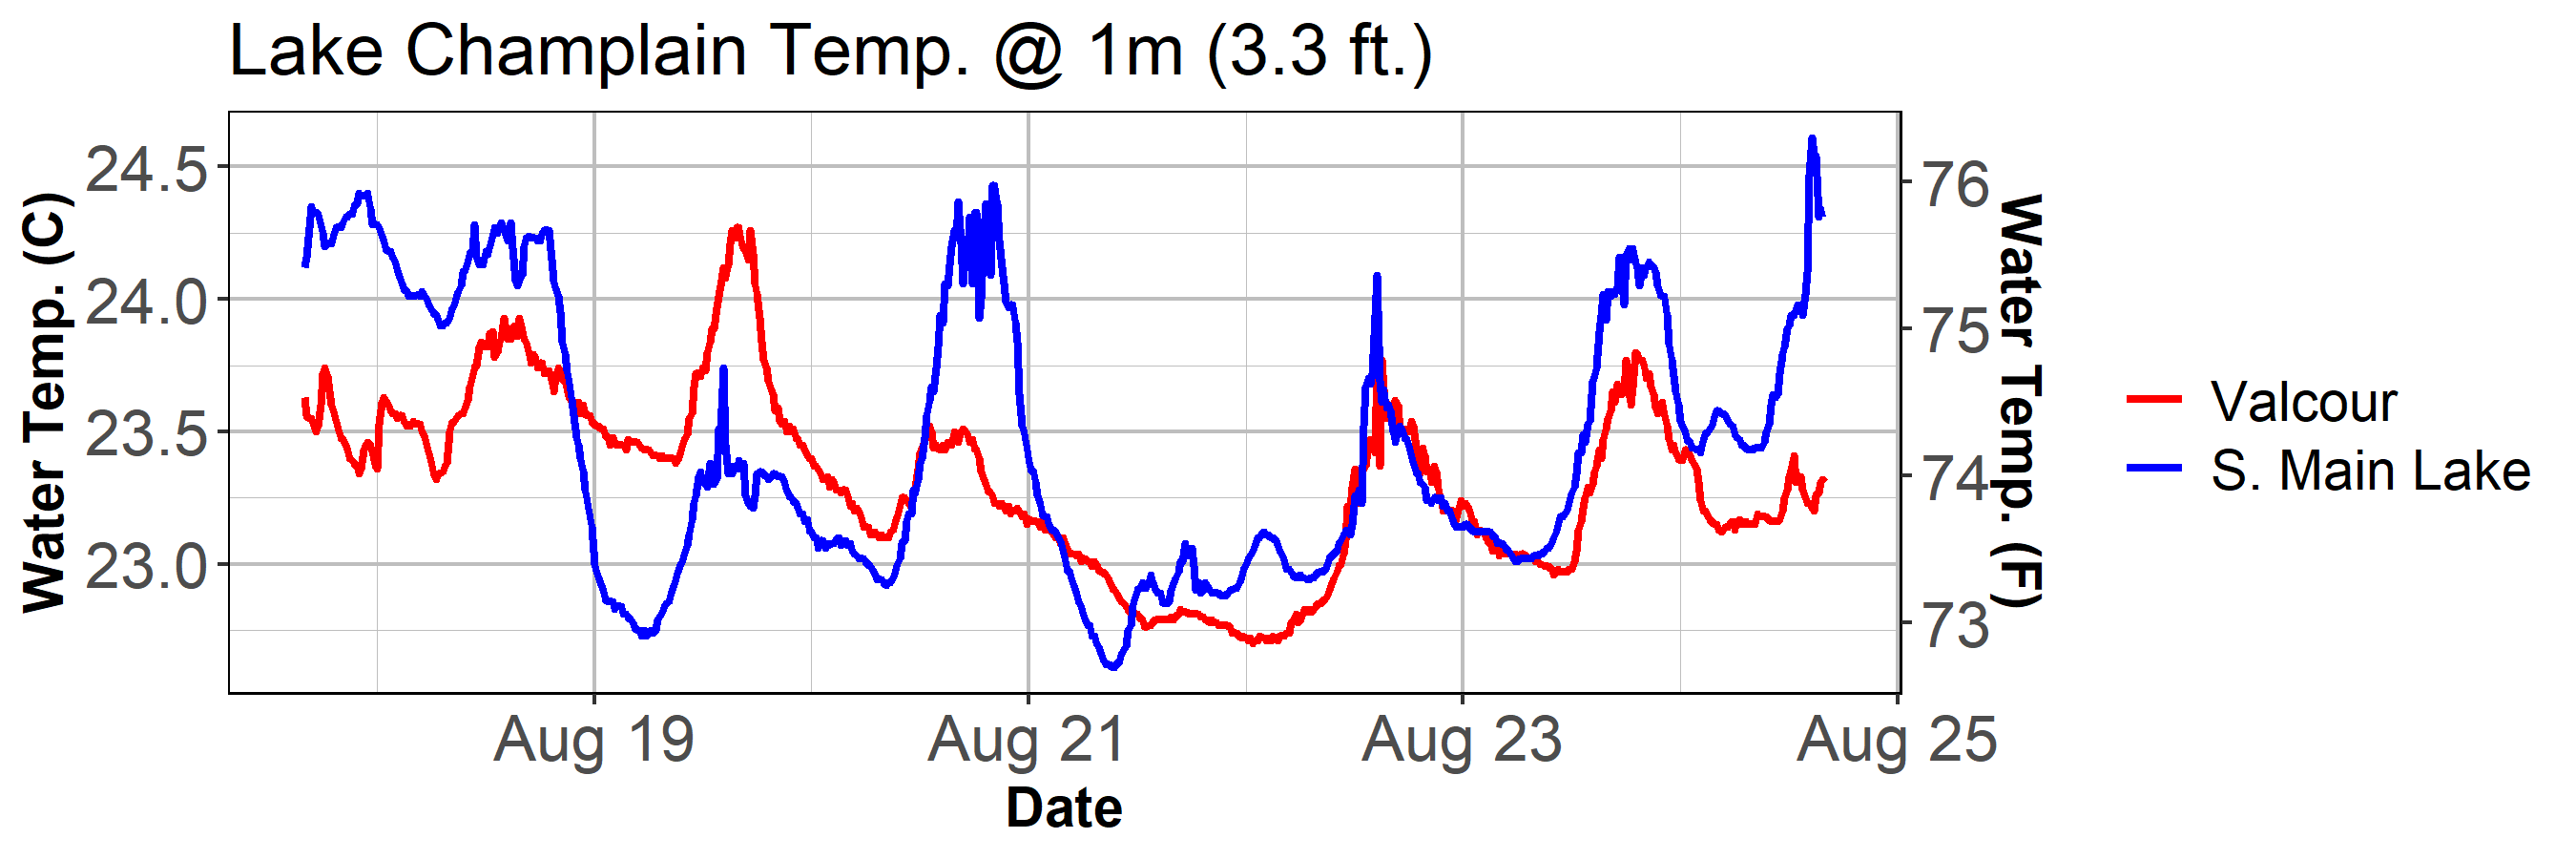 Lake Champlain Temp. @ 1m (3.3 ft.)
Water Temp. (C)
24.5
24.0
23.5
23.0
76
75
74
73
Water Temp. (F)
Aug 19
Aug 21
Aug 23
Aug 25
Date
Valcour
S. Main Lake